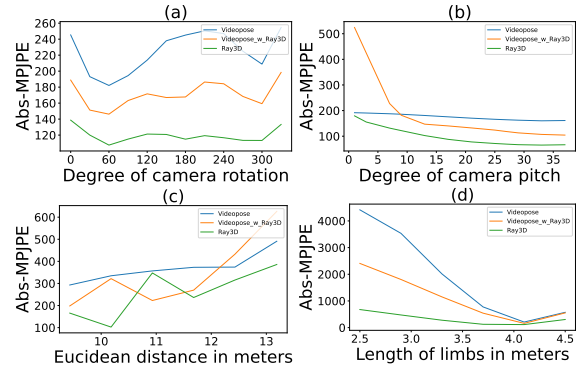 (a)
Abs-MPJPE
260
240
220
200
180
160
140
120
0 60 120 180 240 300
Degree of camera rotation
Videopose
Videopose_w_Ray3D
Ray3D
(b)
Abs-MPJPE
500
400
300
200
100
0 5 10 15 20 25 30 35
Degree of camera pitch
Videopose
Videopose_w_Ray3D
Ray3D
(c)
Abs-MPJPE
600
500
400
300
200
100
10 11 12 13
Eucidean distance in meters
Videopose
Videopose_w_Ray3D
Ray3D
(d)
Abs-MPJPE
4000
3000
2000
1000
0
2.5 3.0 3.5 4.0 4.5
Length of limbs in meters
Videopose
Videopose_w_Ray3D
Ray3D